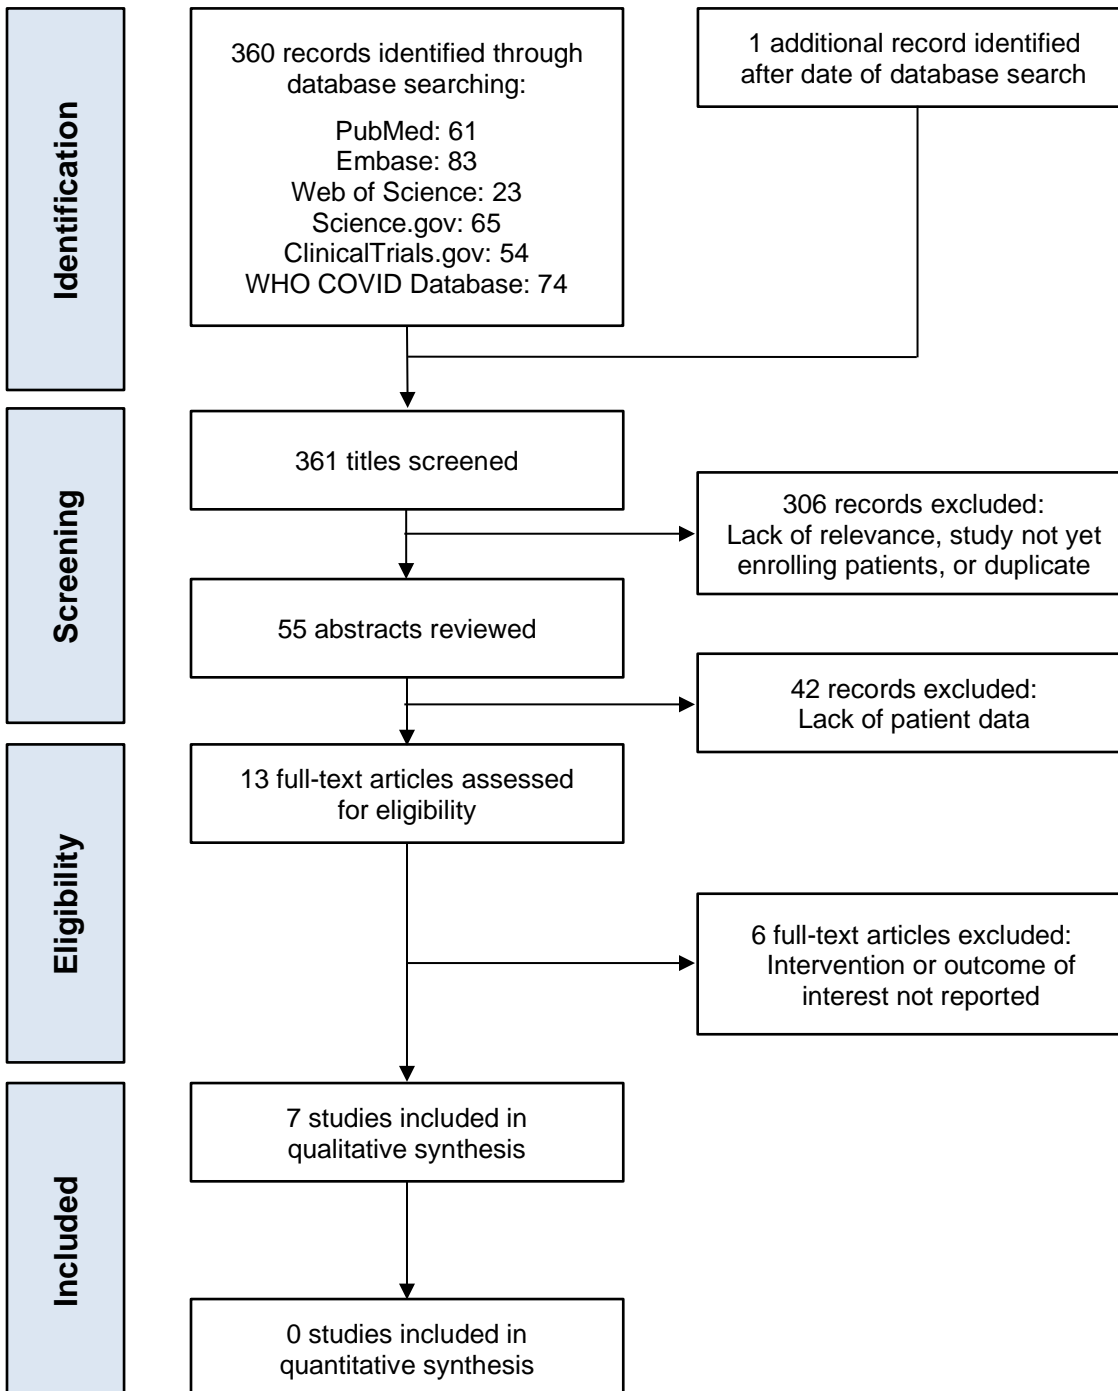 Identification
360 records identified through
database searching:
PubMed: 61
Embase: 83
Web of Science: 23
Science.gov: 65
ClinicalTrials.gov: 54
WHO COVID Database: 74
1 additional record identified
after date of database search
Screening
361 titles screened
306 records excluded:
Lack of relevance, study not yet
enrolling patients, or duplicate
55 abstracts reviewed
42 records excluded:
Lack of patient data
Eligibility
13 full-text articles assessed
for eligibility
6 full-text articles excluded:
Intervention or outcome of
interest not reported
Included
7 studies included in
qualitative synthesis
0 studies included in
quantitative synthesis